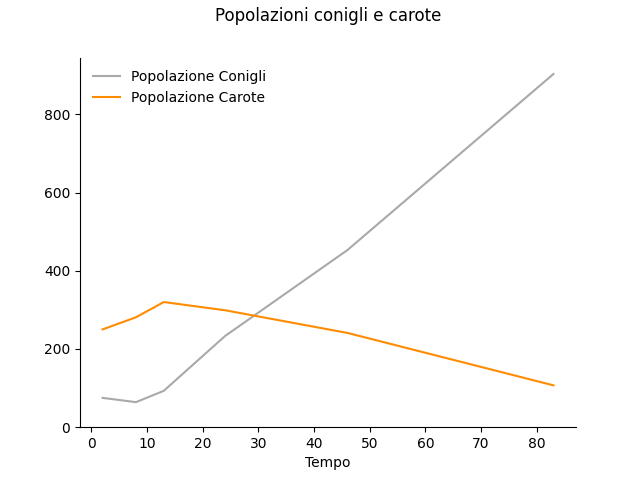 Popolazioni conigli e carote
Popolazione Conigli
Popolazione Carote
800
600
400
200
0
0 10 20 30 40 50 60 70 80
Tempo